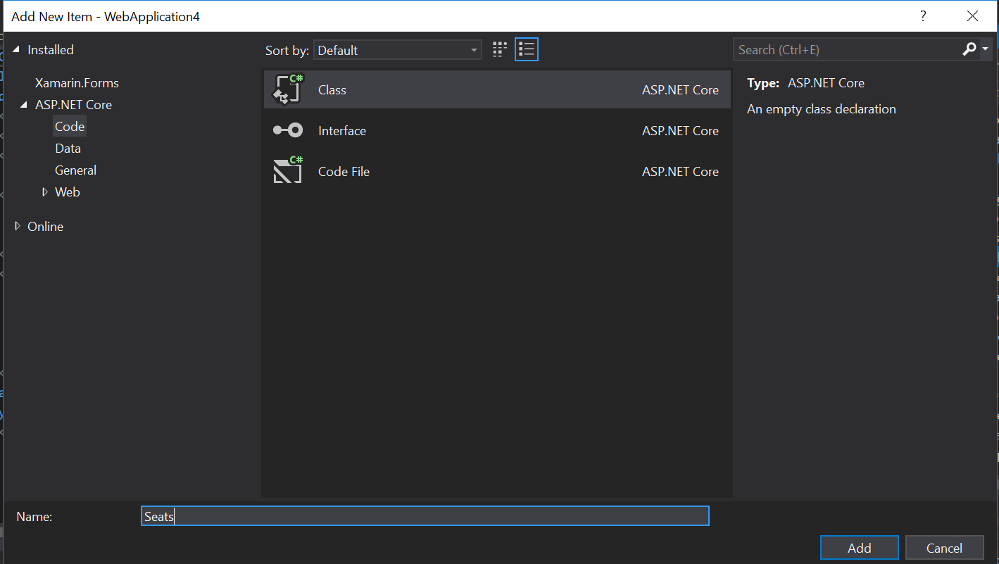 Add New Item - WebApplication4
?
Installed
Xamarin.Forms
ASP.NET Core
Code
Data
General
Web
Online
Sort by: Default
C# Class ASP.NET Core
Interface ASP.NET Core
C# Code File ASP.NET Core
Search (Ctrl+E)
Type: ASP.NET Core
An empty class declaration
Name: Seats
Add Cancel